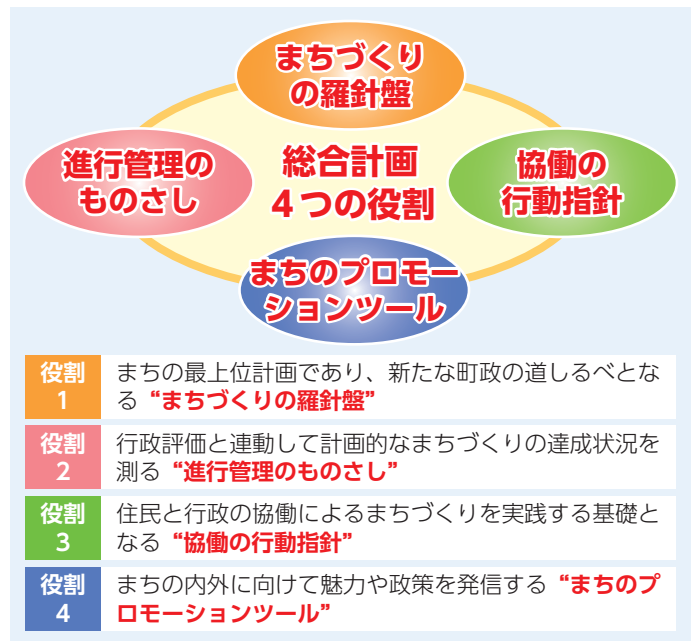 まちづくり
の羅針盤
進行管理の
ものさし
総合計画
4つの役割
協働の
行動指針
まちのプロモー
ションツール
役割
1
まちの最上位計画であり、新たな町政の道しるべとな
る“まちづくりの羅針盤”
役割
2
行政評価と連動して計画的なまちづくりの達成状況を
測る“進行管理のものさし”
役割
3
住民と行政の協働によるまちづくりを実践する基礎と
なる“協働の行動指針”
役割
4
まちの内外に向けて魅力や政策を発信する“まちのプ
ロモーションツール”